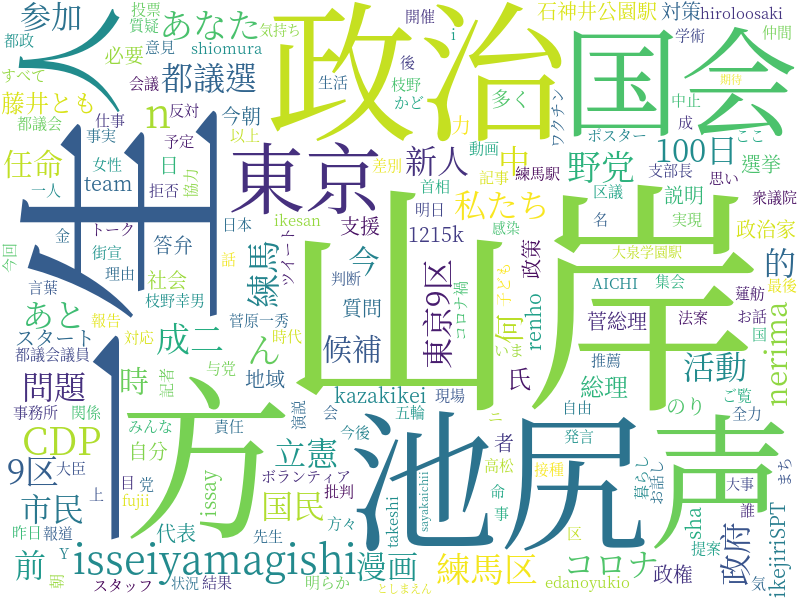 参加
あなた
投票
質疑
気持ち
必要
意見
shiomura
都政
すべて
会議
都議選
藤井とも
都議会
仕事
事実
反対
今朝
n
任命
女性
予定
日
以上
一人
team
拒否
協力
金
トーク
日本
街宣
答弁
今回
言葉
理由
社会
枝野幸男
あと
報告
対応
スタート
成二
都議会議員
記者
与党
問題
時
事務所
関係
みんな
CDP
自分
9区
大臣
目
党
上
市民
fujii
昨日
報道
代表
前
Y
朝
スタッフ
状況
結果
isseiyamagishi
としまえん
明らか
先生
方々
国民
批判
ボランティア
立憲
責任
演説
会
今後
issay
地域
菅原一秀
時代
ん
練馬
ツイート
話
ikesan
差別
東京
支援
今
質問
判断
候補
kazakikei
現場
五輪
政治
国会
開催
i
後
枝野
多く
生活
かど
動画
記事
首相
新人
中
力
ワクチン
石神井公園駅
対策
hiroloosaki
学術
仲間
期待
中止
成
ここ
ポスター
100日
選挙
練馬駅
支部長
思い
野党
区議
説明
衆議院
私たち
明日
感染
名
実現
政治家
1215k
大泉学園駅
最後
東京9区
コロナ禍
子ども
政策
AICHI
集会
蓮舫
お話
何
renho
菅総理
法案
国
推薦
活動
nerima
氏
総理
自由
のり
ご覧
全力
者
ニ
発言
暮らし
お話し
大事
まち
高松
接種
誰
命
事
区
提案
sha
政府
ikejiriSPT
コロナ
政権
edanoyukio
気
練馬区
漫画
takeshi
sayakaichii
一生
方
山岸
池尻
声
人
的
いま